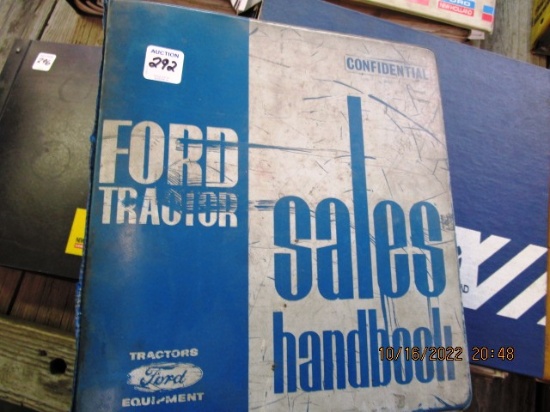 AUCTION
292
CONFIDENTIAL
FORD
TRACTOR
sales
handbook
TRACTORS
Ford
EQUIPMENT
10/16/2022 20:48